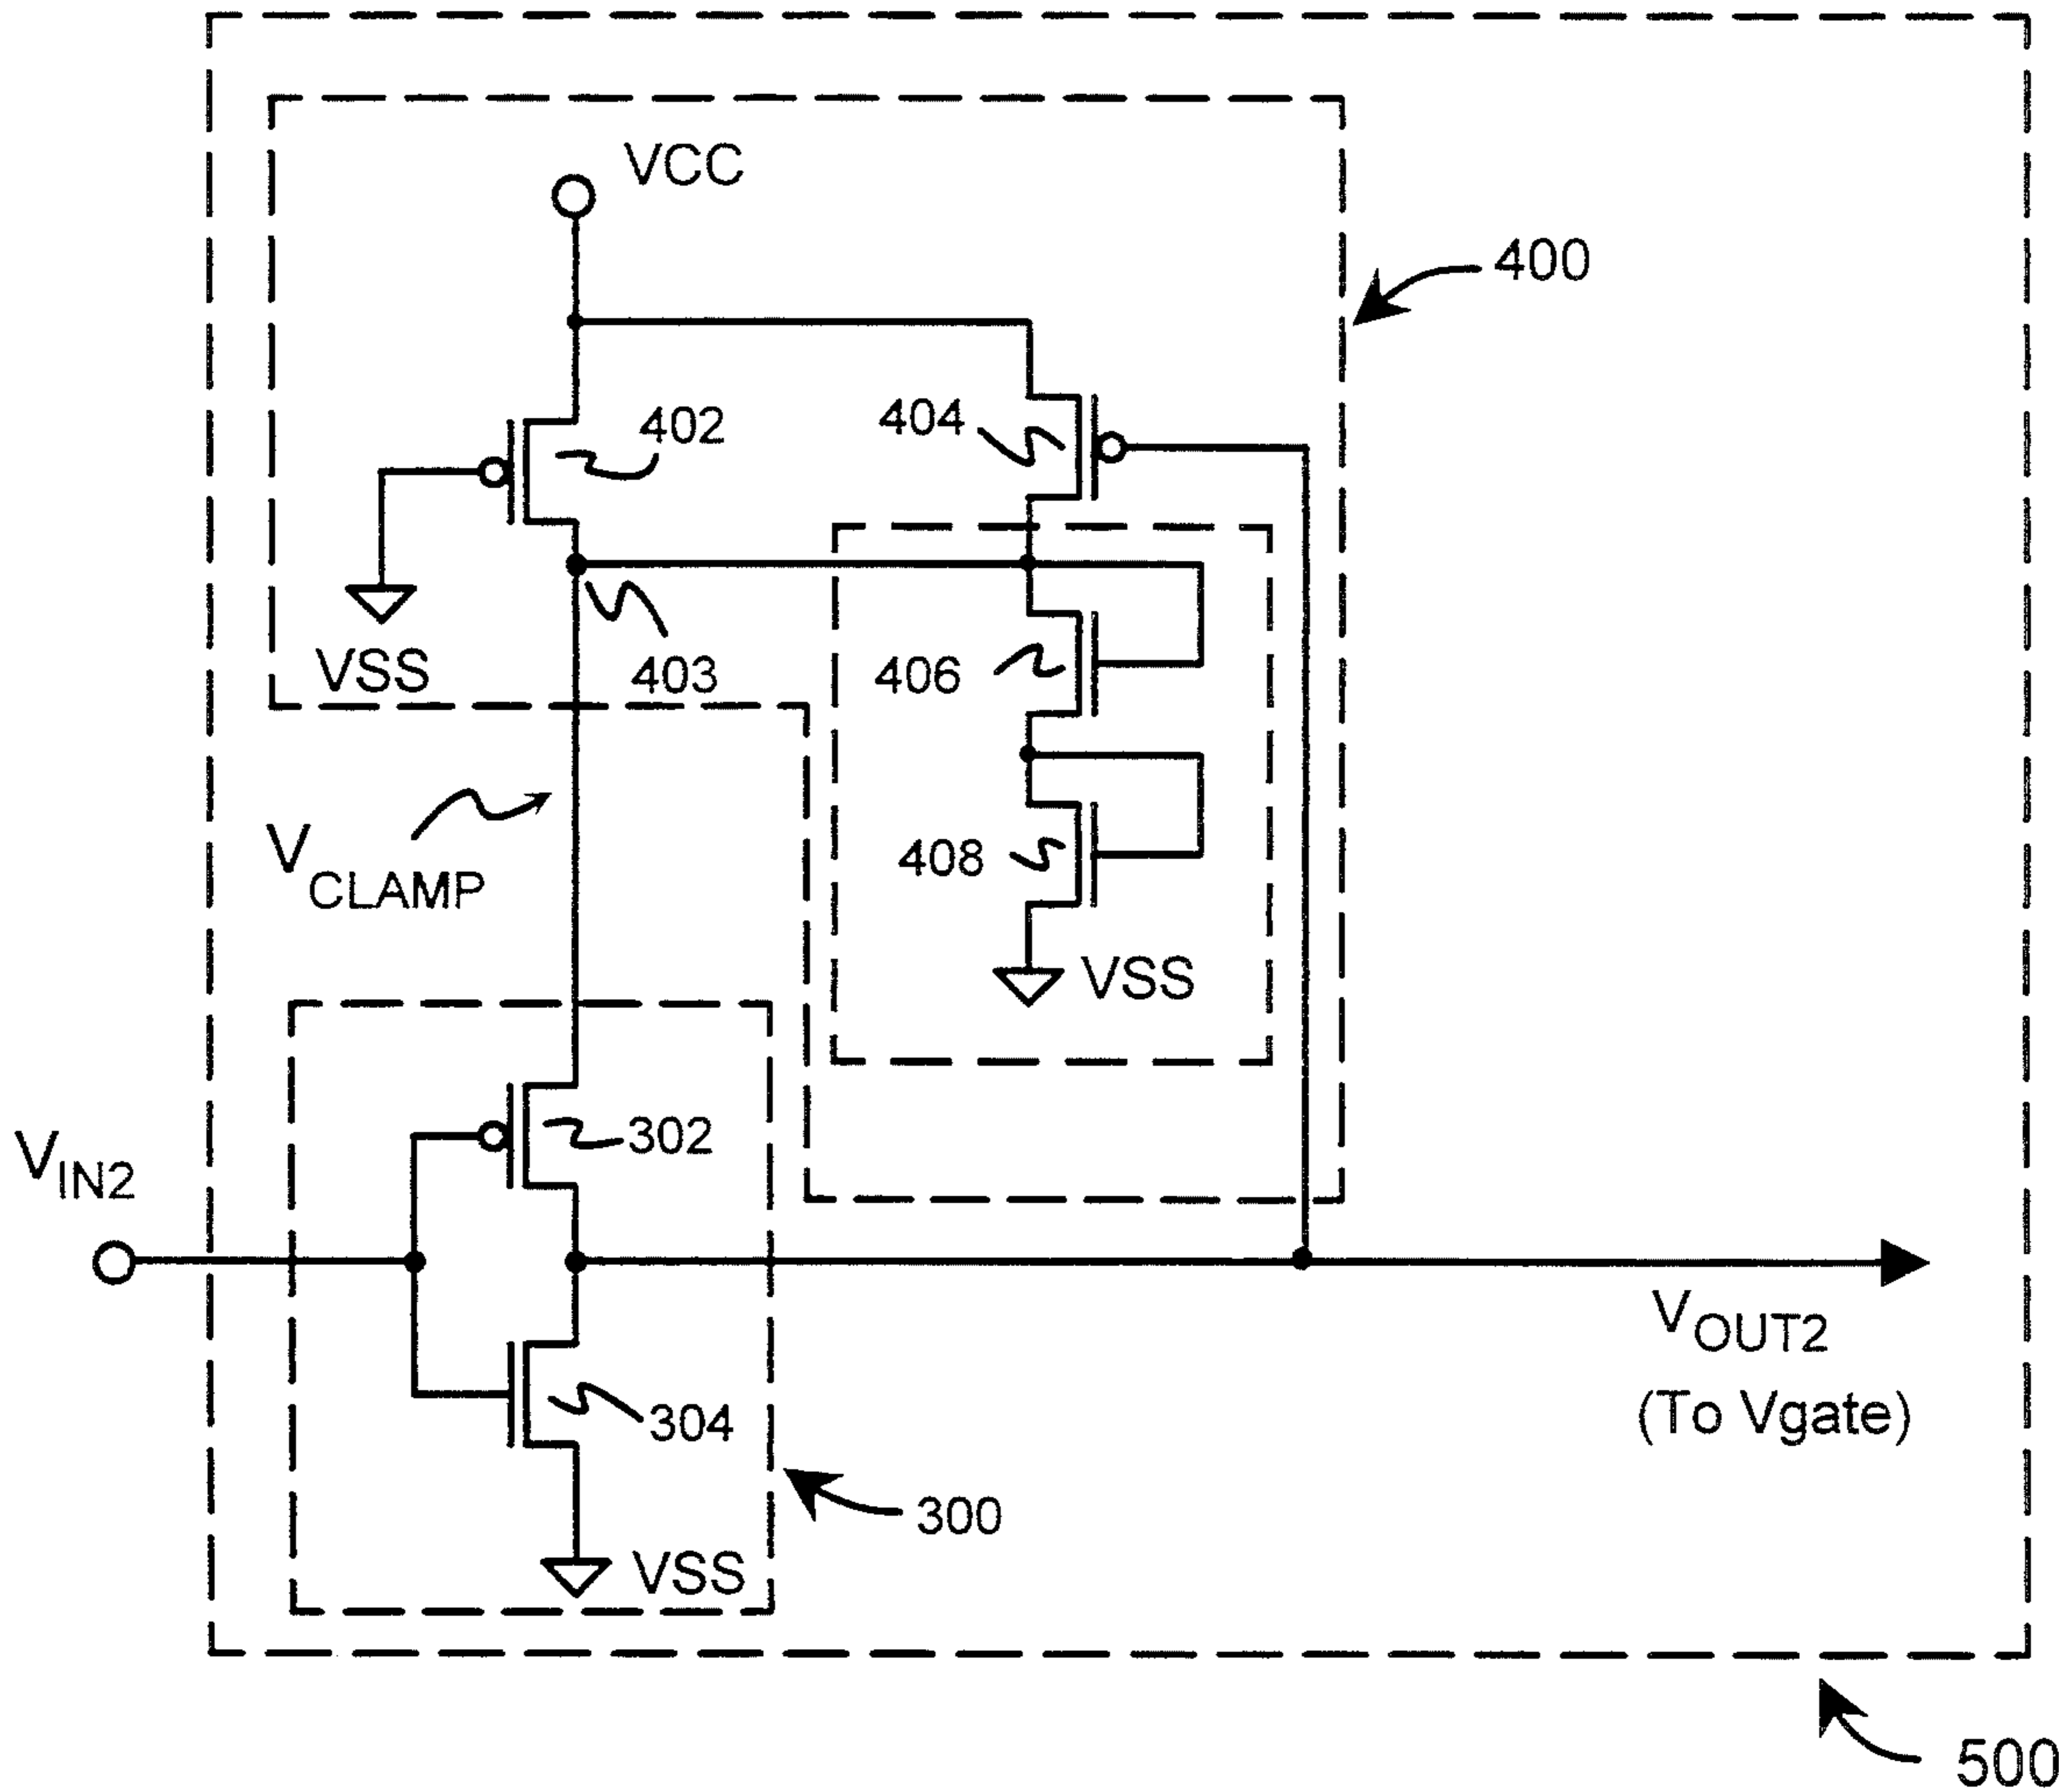 VCC
400
402
404
VSS
403
406
V CLAMP
408
VSS
302
V IN2
V OUT2
(To Vgate)
304
300
VSS
500